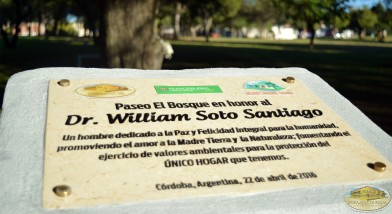 Paseo El Bosque en honor al
Dr. William Soto Santiago
Un hombre dedicado a la Paz y Felicidad Integral para la humanidad,
promoviendo el amor a la Madre Tierra y la Naturaleza; fomentando el
ejercicio de valores ambientales para la protección del
ÚNICO HOGAR que tenemos.
Córdoba, Argentina, 22 de abril de 2016